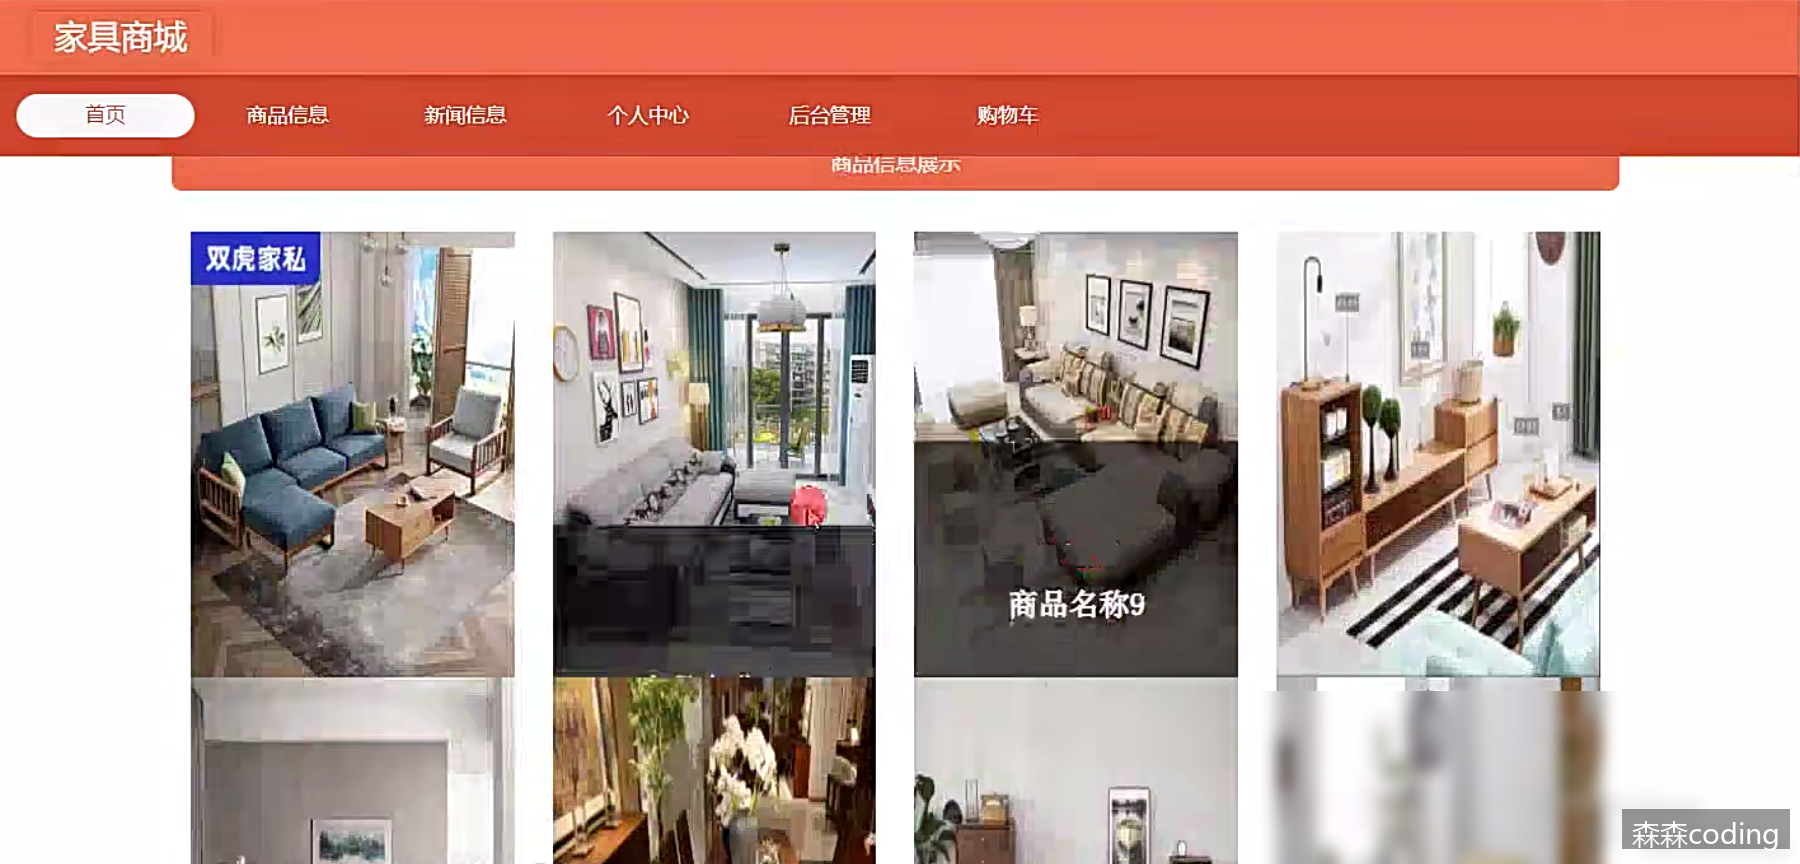 家具商城
首页
商品信息
新闻信息
个人中心
后台管理
购物车
商品信息展示
双虎家私
商品名称9
森森coding